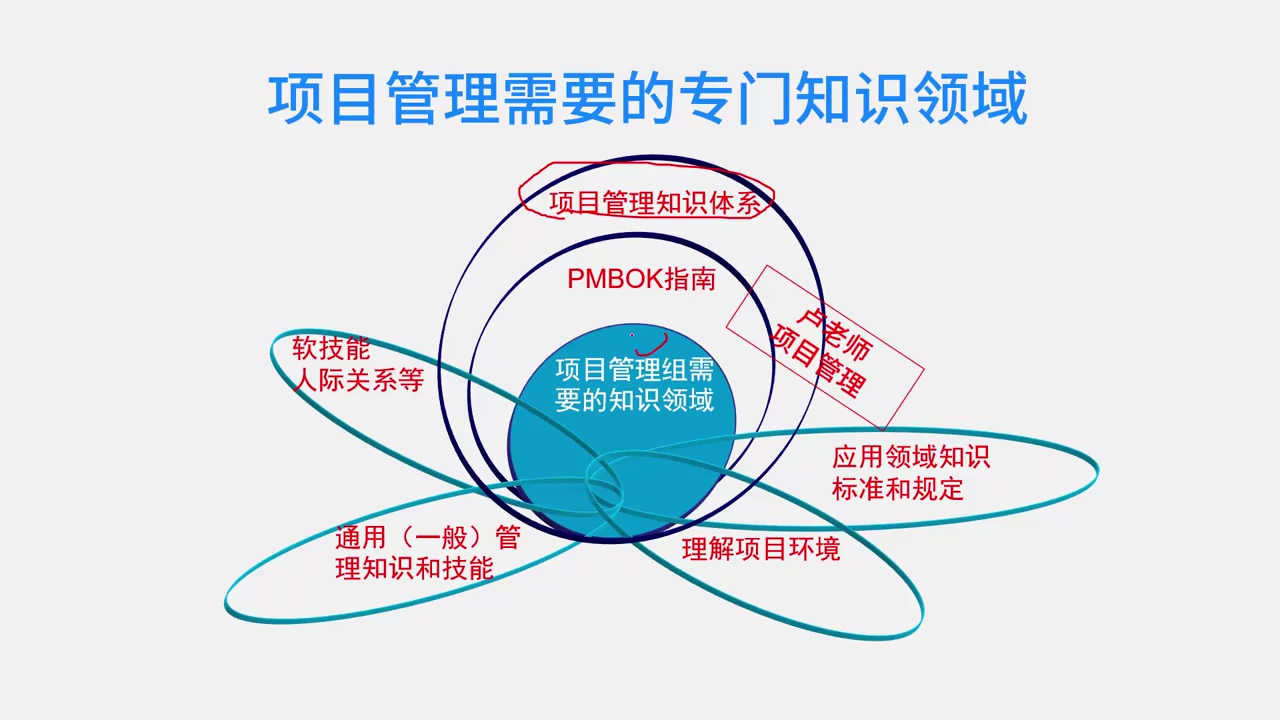 项目管理需要的专门知识领域
项目管理知识体系
PMBOK指南
卢老师
项目管理
软技能
人际关系等
项目管理组需
要的知识领域
应用领域知识
标准和规定
通用（一般）管
理知识和技能
理解项目环境